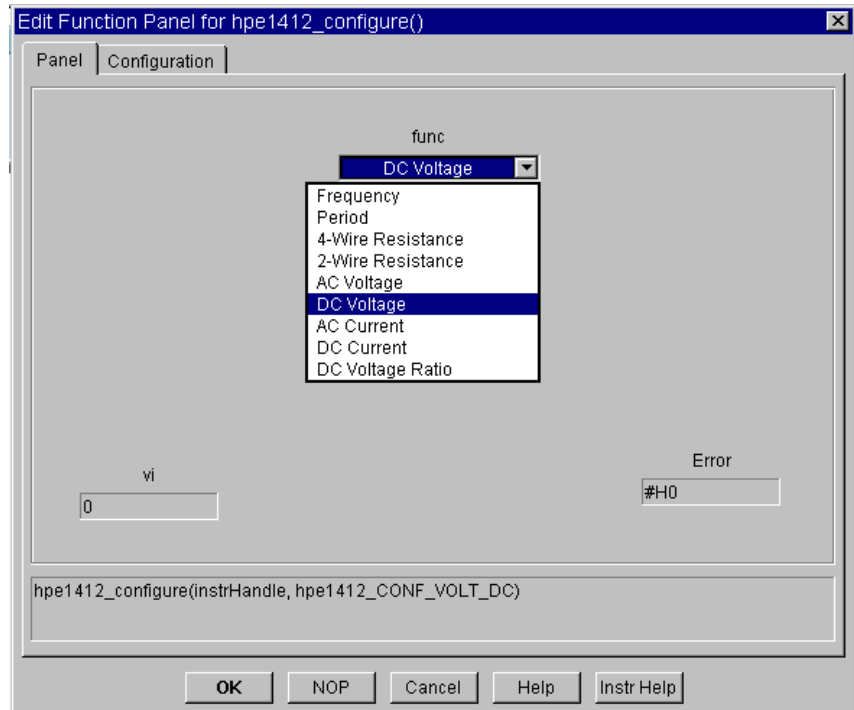 Edit Function Panel for hpe1412_configure()
Panel
Configuration
func
DC Voltage
Frequency
Period
4-Wire Resistance
2-Wire Resistance
AC Voltage
DC Voltage
AC Current
DC Current
DC Voltage Ratio
vi
0
Error
#H0
hpe1412_configure(instrHandle, hpe1412_CONF_VOLT_DC)
OK
NOP
Cancel
Help
Instr Help